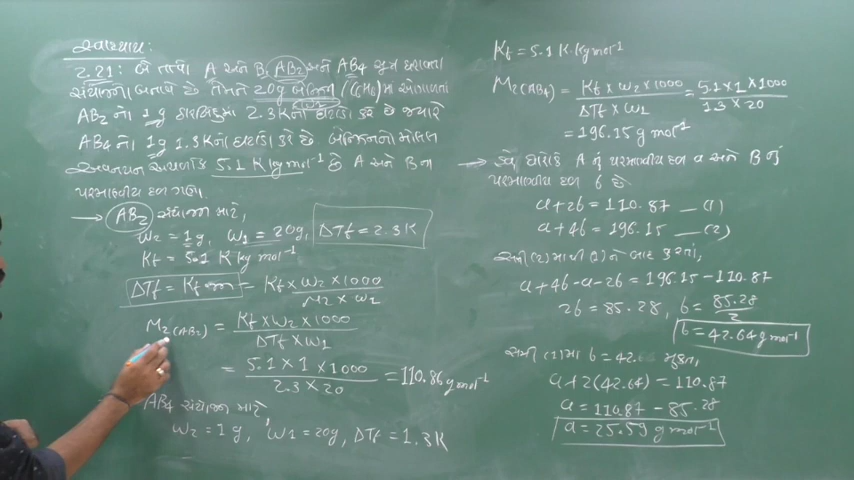 સ્વાધ્યાય:
2.21: બે તત્વો A અને B, AB2 અને AB4 સૂત્ર ધરાવતા
સંયોજનો બનાવે છે. તેમને 20g બેન્ઝિન (C6H6)માં ઓગાળતાં
(W1)
AB2 નો 1g ઠારબિંદુમાં 2.3Kનો ઘટાડો કરે છે જ્યારે
AB4 નો 1g 1.3Kનો ઘટાડો કરે છે બેન્ઝિનનો મોલલ
અવનયન અચળાંક 5.1 K kg mol⁻¹ છે A અને B ના
પરમાણ્વીય દળ ગણો.
→ AB2 સંયોજન માટે,
W2 = 1g, W1 = 20g, ΔTf = 2.3K
Kf = 5.1 K kg mol⁻¹
ΔTf = Kf m = Kf × W2 × 1000 / M2 × W1
M2(AB2) = Kf × W2 × 1000 / ΔTf × W1
= 5.1 × 1 × 1000 / 2.3 × 20 = 110.86 g mol⁻¹
AB4 સંયોજન માટે
W2 = 1g, W1 = 20g, ΔTf = 1.3K
Kf = 5.1 K kg mol⁻¹
M2(AB4) = Kf × W2 × 1000 / ΔTf × W1 = 5.1 × 1 × 1000 / 1.3 × 20
= 196.15 g mol⁻¹
→ હવે ધારોકે A નું પરમાણ્વીય દળ a અને B નું
પરમાણ્વીય દળ b છે
a + 2b = 110.87 — (1)
a + 4b = 196.15 — (2)
સમી (2) માંથી (1) ને બાદ કરતાં,
a + 4b - a - 2b = 196.15 - 110.87
2b = 85.28, b = 85.28 / 2
b = 42.64 g mol⁻¹
સમી (1)માં b = 42.6 મૂકતા,
a + 2(42.64) = 110.87
a = 110.87 - 85.28
a = 25.59 g mol⁻¹